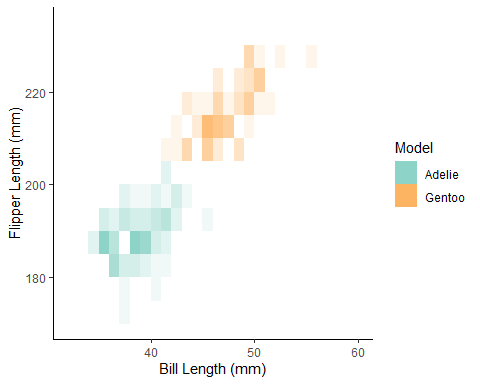 Flipper Length (mm)
220
200
180
40
50
60
Bill Length (mm)
Model
Adelie
Gentoo